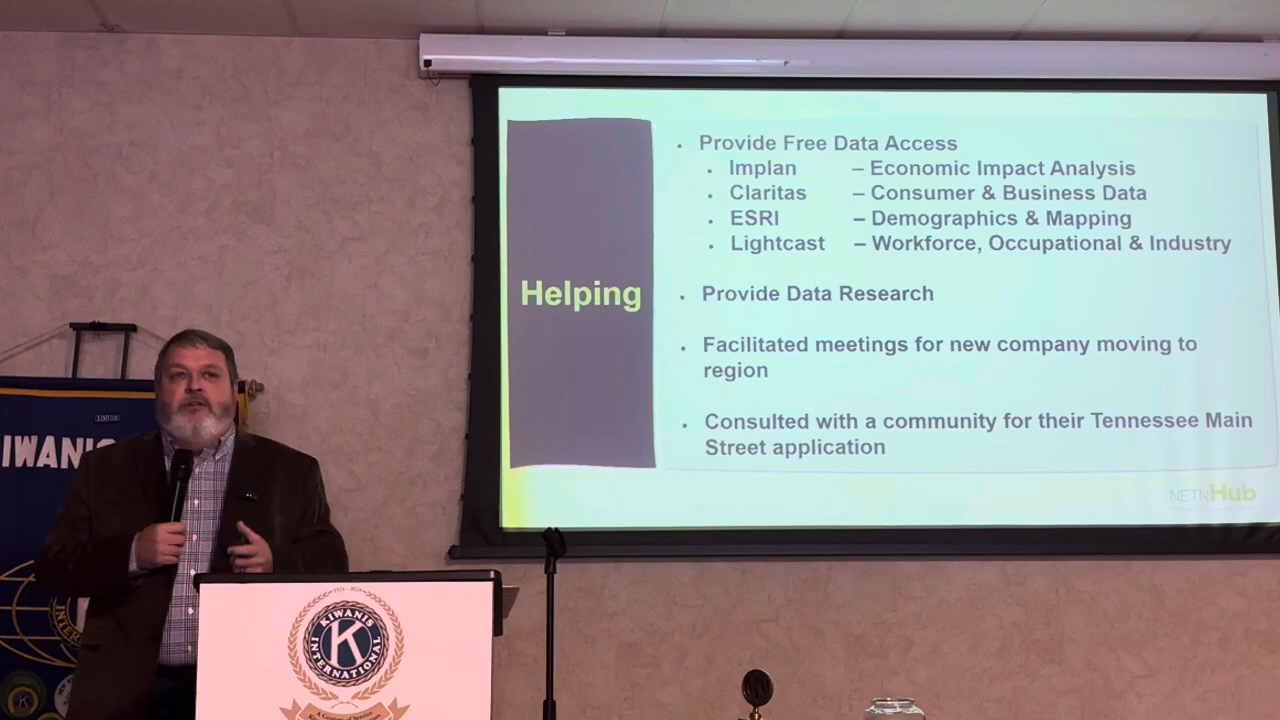 Helping
• Provide Free Data Access
• Implan – Economic Impact Analysis
• Claritas – Consumer & Business Data
• ESRI – Demographics & Mapping
• Lightcast – Workforce, Occupational & Industry
• Provide Data Research
• Facilitated meetings for new company moving to
region
• Consulted with a community for their Tennessee Main
Street application
NETNHub
IWANIS
KIWANIS
K
INTERNATIONAL